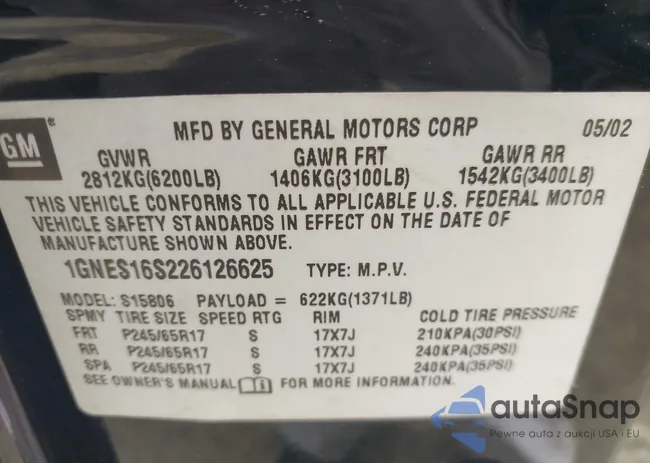 GM ®
MFD BY GENERAL MOTORS CORP 05/02
GVWR GAWR FRT GAWR RR
2812KG(6200LB) 1406KG(3100LB) 1542KG(3400LB)
THIS VEHICLE CONFORMS TO ALL APPLICABLE U.S. FEDERAL MOTOR
VEHICLE SAFETY STANDARDS IN EFFECT ON THE DATE OF
MANUFACTURE SHOWN ABOVE.
1GNES16S226126625 TYPE: M.P.V.
MODEL: S15806 PAYLOAD = 622KG(1371LB)
SPMY TIRE SIZE SPEED RTG RIM COLD TIRE PRESSURE
FRT P245/65R17 S 17X7J 210KPA(30PSI)
RR P245/65R17 S 17X7J 240KPA(35PSI)
SPA P245/65R17 S 17X7J 240KPA(35PSI)
SEE OWNER'S MANUAL FOR MORE INFORMATION.
autaSnap
Pewne auta z aukcji USA i EU